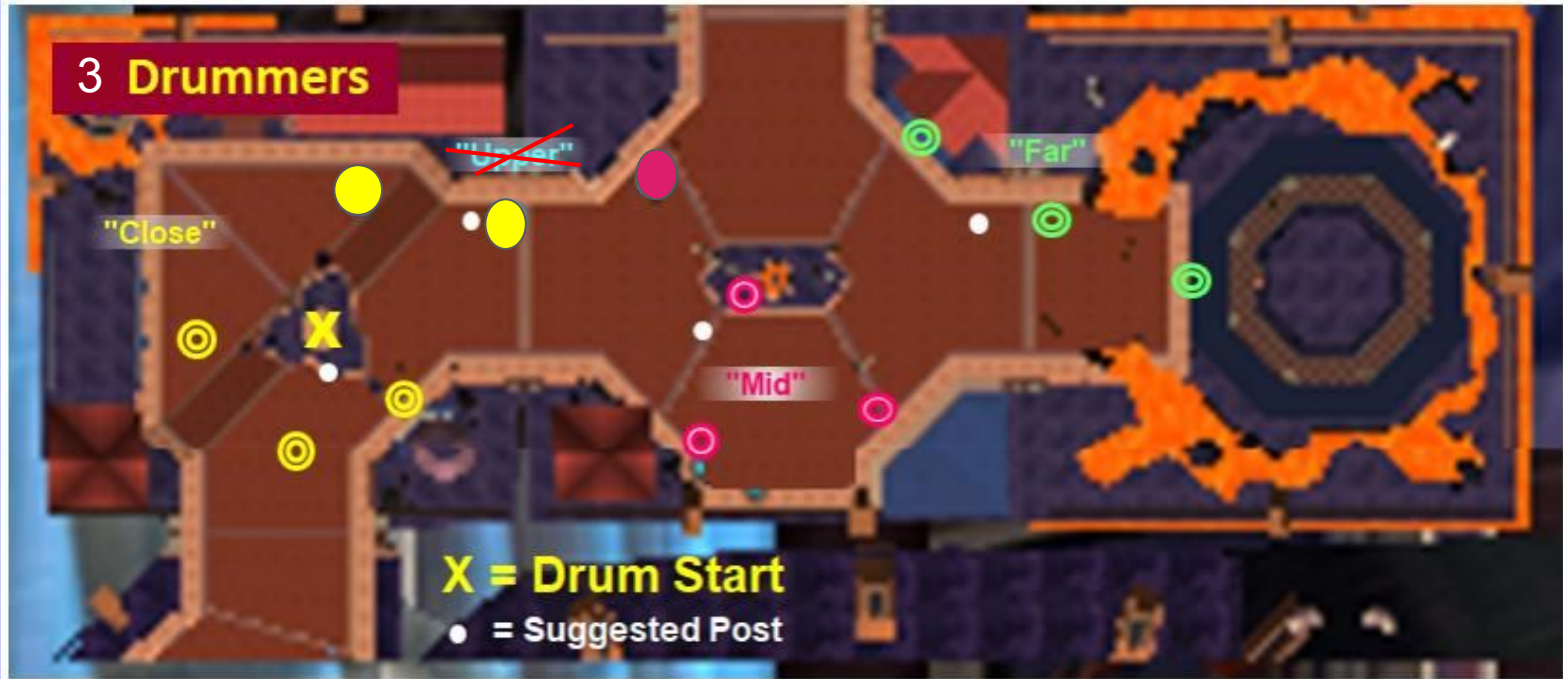 3 Drummers
"Upper"
"Far"
"Close"
X
"Mid"
X = Drum Start
= Suggested Post